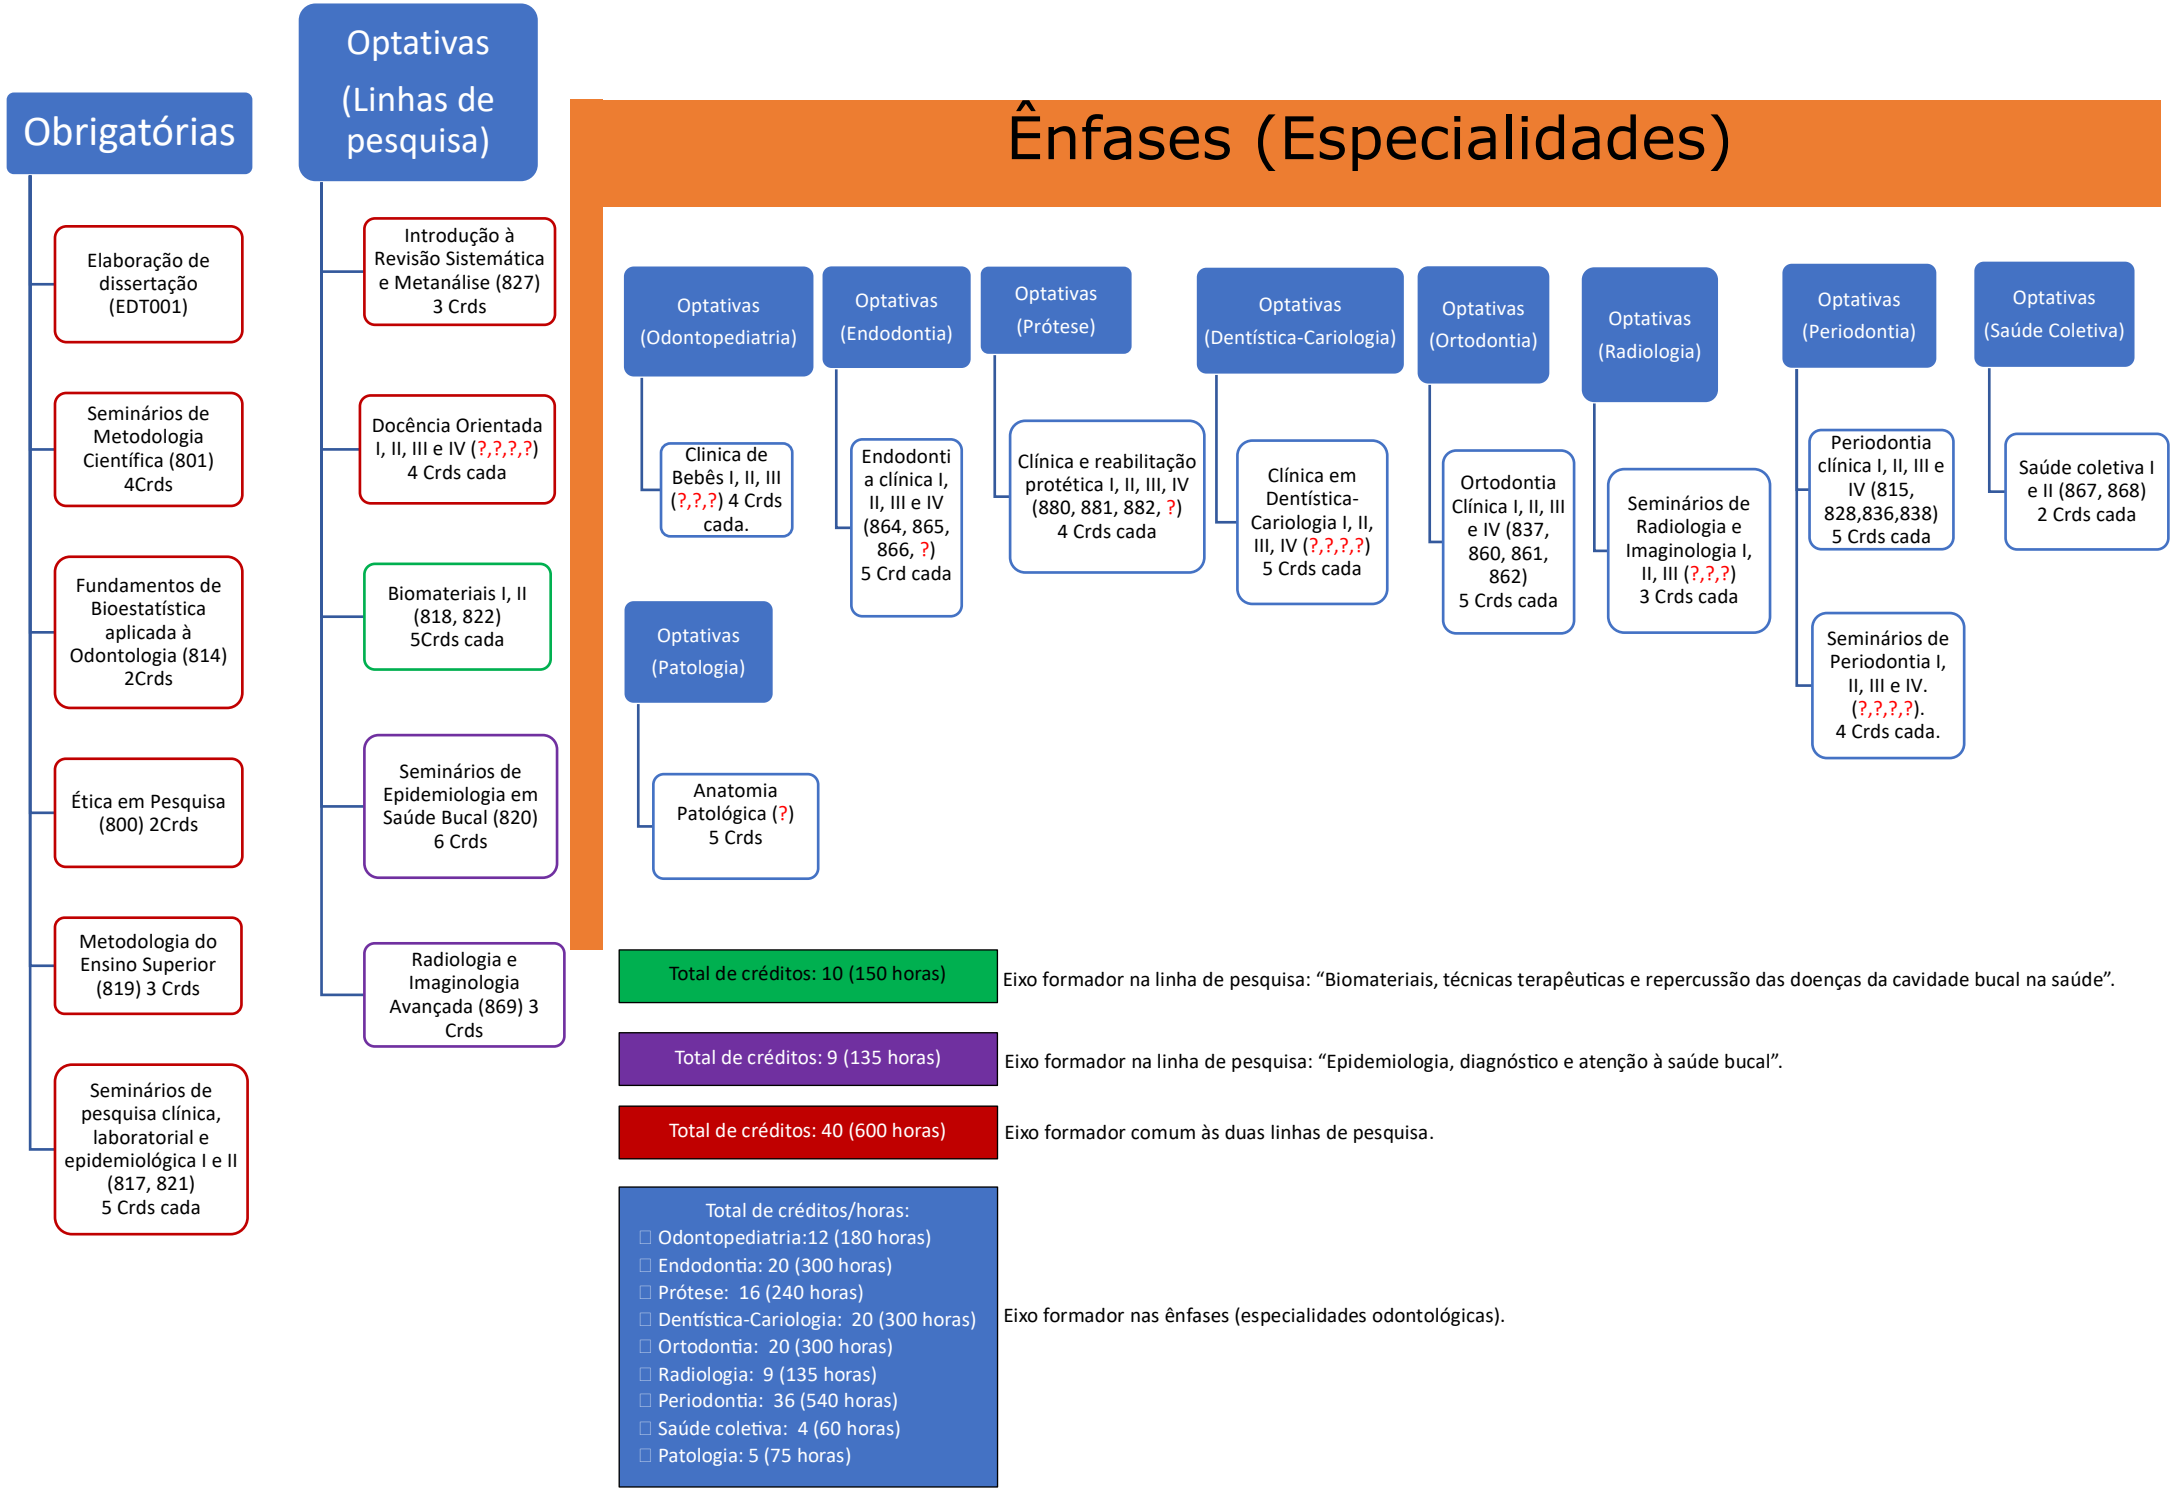 Obrigatórias
Elaboração de
dissertação
(EDT001)
Seminários de
Metodologia
Científica (801)
4Crds
Fundamentos de
Bioestatística
aplicada à
Odontologia (814)
2Crds
Ética em Pesquisa
(800) 2Crds
Metodologia do
Ensino Superior
(819) 3 Crds
Seminários de
pesquisa clínica,
laboratorial e
epidemiológica I e II
(817, 821)
5 Crds cada
Optativas
(Linhas de
pesquisa)
Introdução à
Revisão Sistemática
e Metanálise (827)
3 Crds
Docência Orientada
I, II, III e IV (?,?,?,?)
4 Crds cada
Biomateriais I, II
(818, 822)
5Crds cada
Seminários de
Epidemiologia em
Saúde Bucal (820)
6 Crds
Radiologia e
Imaginologia
Avançada (869) 3
Crds
Ênfases (Especialidades)
Optativas
(Odontopediatria)
Clinica de
Bebês I, II, III
(?,?,?) 4 Crds
cada.
Optativas
(Endodontia)
Endodonti
a clínica I,
II, III e IV
(864, 865,
866, ?)
5 Crd cada
Optativas
(Prótese)
Clínica e reabilitação
protética I, II, III, IV
(880, 881, 882, ?)
4 Crds cada
Optativas
(Dentística-Cariologia)
Clínica em
Dentística-
Cariologia I, II,
III, IV (?,?,?,?)
5 Crds cada
Optativas
(Ortodontia)
Ortodontia
Clínica I, II, III
e IV (837,
860, 861,
862)
5 Crds cada
Optativas
(Radiologia)
Seminários de
Radiologia e
Imaginologia I,
II, III (?,?,?)
3 Crds cada
Optativas
(Periodontia)
Periodontia
clínica I, II, III e
IV (815,
828,836,838)
5 Crds cada
Seminários de
Periodontia I,
II, III e IV.
(?,?,?,?).
4 Crds cada.
Optativas
(Saúde Coletiva)
Saúde coletiva I
e II (867, 868)
2 Crds cada
Optativas
(Patologia)
Anatomia
Patológica (?)
5 Crds
Total de créditos: 10 (150 horas)
Eixo formador na linha de pesquisa: “Biomateriais, técnicas terapêuticas e repercussão das doenças da cavidade bucal na saúde”.
Total de créditos: 9 (135 horas)
Eixo formador na linha de pesquisa: “Epidemiologia, diagnóstico e atenção à saúde bucal”.
Total de créditos: 40 (600 horas)
Eixo formador comum às duas linhas de pesquisa.
Total de créditos/horas:
Odontopediatria:12 (180 horas)
Endodontia: 20 (300 horas)
Prótese: 16 (240 horas)
Dentística-Cariologia: 20 (300 horas)
Ortodontia: 20 (300 horas)
Radiologia: 9 (135 horas)
Periodontia: 36 (540 horas)
Saúde coletiva: 4 (60 horas)
Patologia: 5 (75 horas)
Eixo formador nas ênfases (especialidades odontológicas).